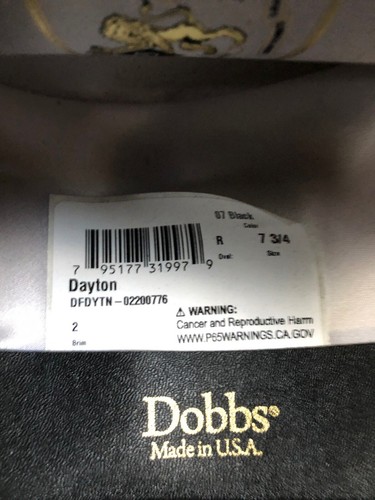 07 Black
Color
R 7 3/4
Oval: Size
7 95177 31997 9
Dayton
DFDYTN-02200776
2
Brim
⚠ WARNING:
Cancer and Reproductive Harm
WWW.P65WARNINGS.CA.GOV
Dobbs®
Made in U.S.A.